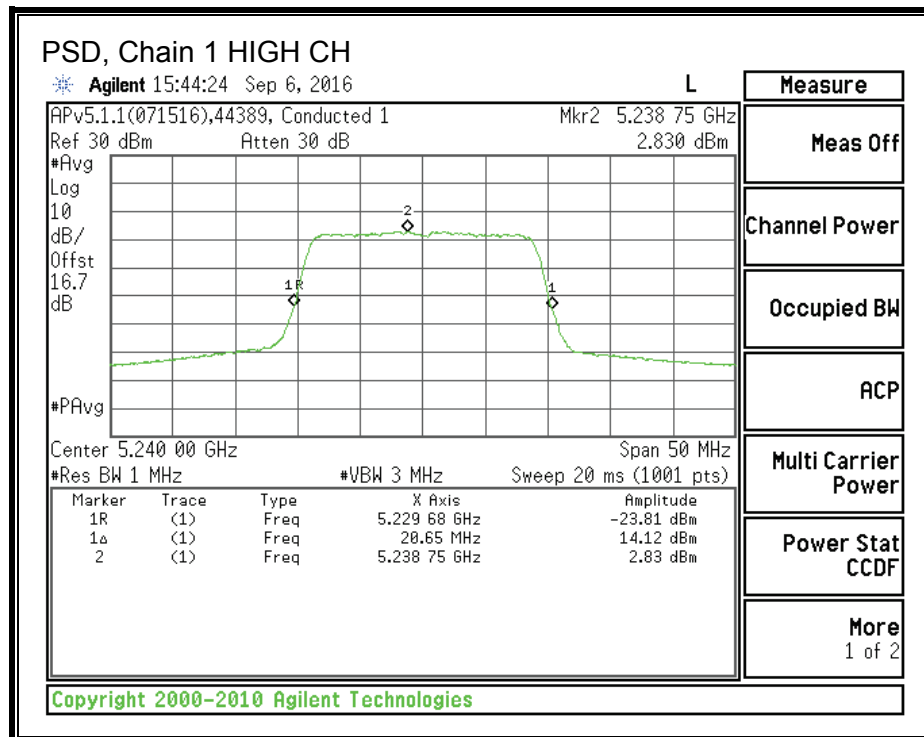 PSD, Chain 1 HIGH CH
Agilent 15:44:24 Sep 6, 2016 L
APv5.1.1(071516),44389, Conducted 1 Mkr2 5.238 75 GHz
Ref 30 dBm Atten 30 dB 2.830 dBm
#Avg
Log
10
dB/
Offst
16.7
dB
#PAvg
2
1R
1
Center 5.240 00 GHz Span 50 MHz
#Res BW 1 MHz #VBW 3 MHz Sweep 20 ms (1001 pts)
Marker Trace Type X Axis Amplitude
1R (1) Freq 5.229 68 GHz -23.81 dBm
1Δ (1) Freq 20.65 MHz 14.12 dBm
2 (1) Freq 5.238 75 GHz 2.83 dBm
Measure
Meas Off
Channel Power
Occupied BW
ACP
Multi Carrier
Power
Power Stat
CCDF
More
1 of 2
Copyright 2000-2010 Agilent Technologies